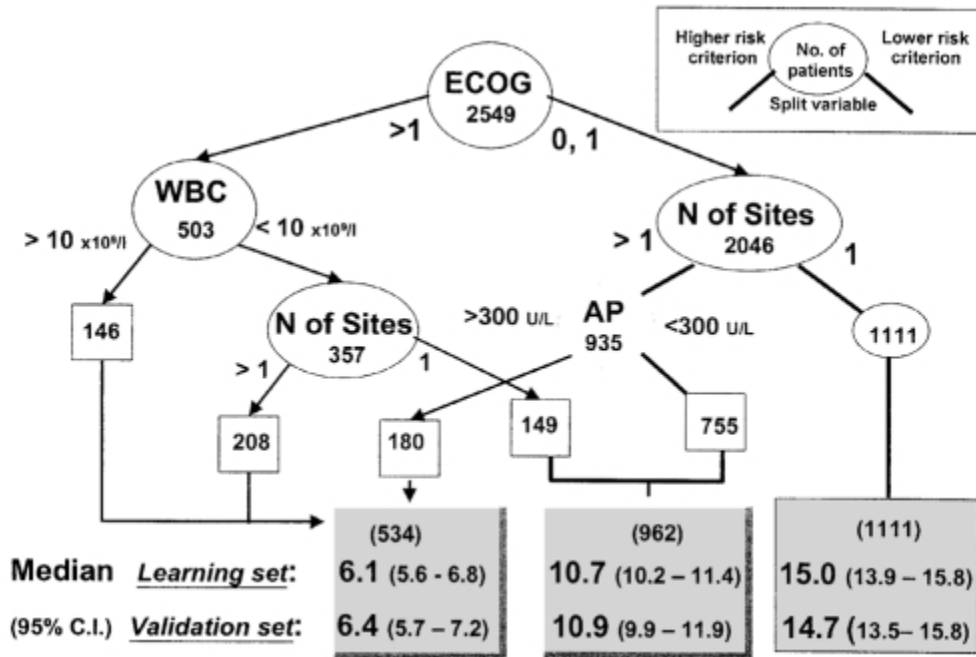 Higher risk criterion
No. of patients
Lower risk criterion
Split variable
ECOG
2549
>1
0, 1
WBC
503
> 10 x10⁹/l
< 10 x10⁹/l
N of Sites
2046
> 1
1
146
N of Sites
357
>300 U/L
AP
935
<300 U/L
1111
> 1
1
208
180
149
755
(534)
(962)
(1111)
Median Learning set: 6.1 (5.6 - 6.8) 10.7 (10.2 – 11.4) 15.0 (13.9 – 15.8)
(95% C.I.) Validation set: 6.4 (5.7 – 7.2) 10.9 (9.9 – 11.9) 14.7 (13.5– 15.8)